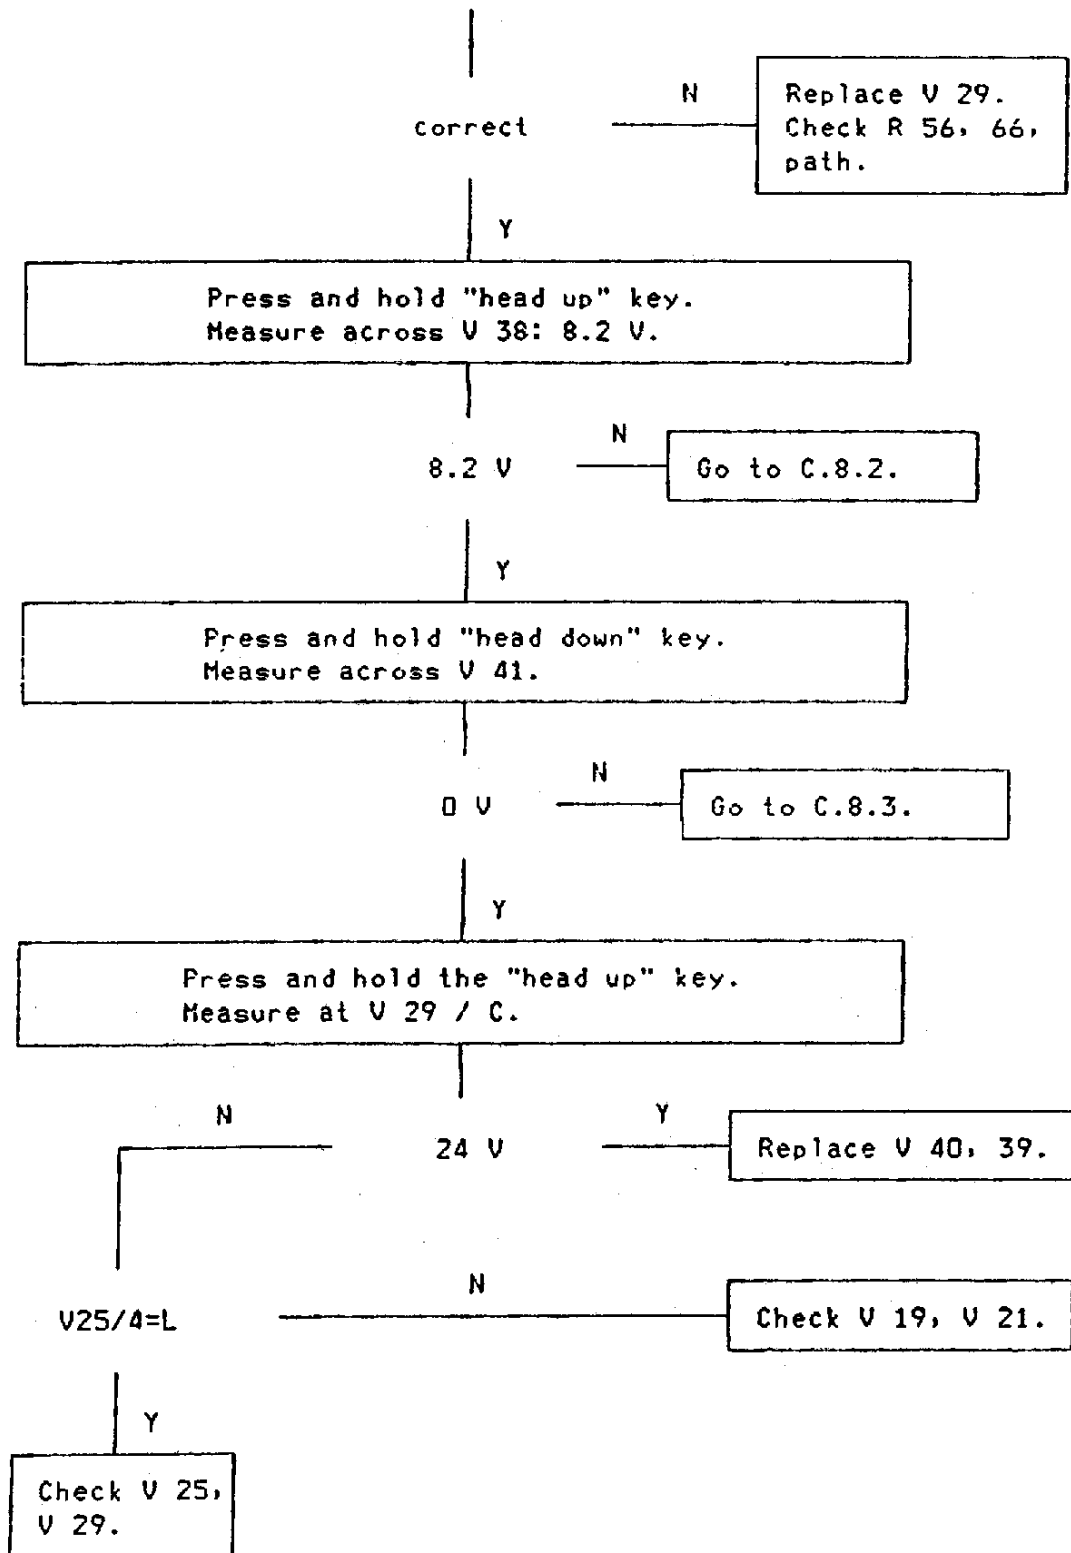 N
Replace V 29.
Check R 56, 66,
path.
correct
Y
Press and hold "head up" key.
Measure across V 38: 8.2 V.
N
8.2 V
Go to C.8.2.
Y
Press and hold "head down" key.
Measure across V 41.
N
0 V
Go to C.8.3.
Y
Press and hold the "head up" key.
Measure at V 29 / C.
N
Y
24 V
Replace V 40, 39.
N
V25/4=L
Check V 19, V 21.
Y
Check V 25,
V 29.